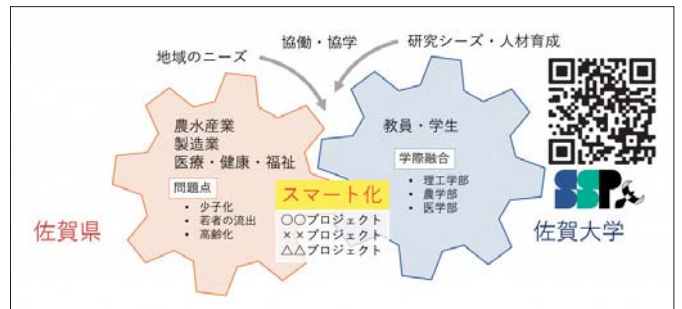 協働・協学
地域のニーズ
研究シーズ・人材育成
農水産業
製造業
医療・健康・福祉
問題点
• 少子化
• 若者の流出
• 高齢化
佐賀県
スマート化
〇〇プロジェクト
××プロジェクト
△△プロジェクト
教員・学生
学際融合
• 理工学部
• 農学部
• 医学部
SSP
佐賀大学